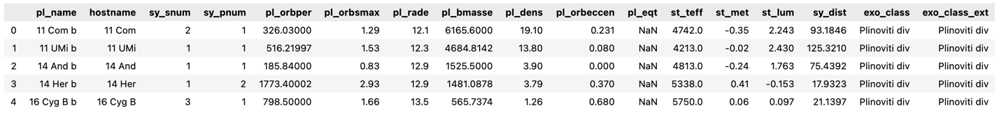 pl_name hostname sy_snum sy_pnum pl_orbper pl_orbsmax pl_rade pl_bmasse pl_dens pl_orbeccen pl_eqt st_teff st_met st_lum sy_dist exo_class exo_class_ext
0 11 Com b 11 Com 2 1 326.03000 1.29 12.1 6165.6000 19.10 0.231 NaN 4742.0 -0.35 2.243 93.1846 Plinoviti div Plinoviti div
1 11 UMi b 11 UMi 1 1 516.21997 1.53 12.3 4684.8142 13.80 0.080 NaN 4213.0 -0.02 2.430 125.3210 Plinoviti div Plinoviti div
2 14 And b 14 And 1 1 185.84000 0.83 12.9 1525.5000 3.90 0.000 NaN 4813.0 -0.24 1.763 75.4392 Plinoviti div Plinoviti div
3 14 Her b 14 Her 1 2 1773.40002 2.93 12.9 1481.0878 3.79 0.370 NaN 5338.0 0.41 -0.153 17.9323 Plinoviti div Plinoviti div
4 16 Cyg B b 16 Cyg B 3 1 798.50000 1.66 13.5 565.7374 1.26 0.680 NaN 5750.0 0.06 0.097 21.1397 Plinoviti div Plinoviti div